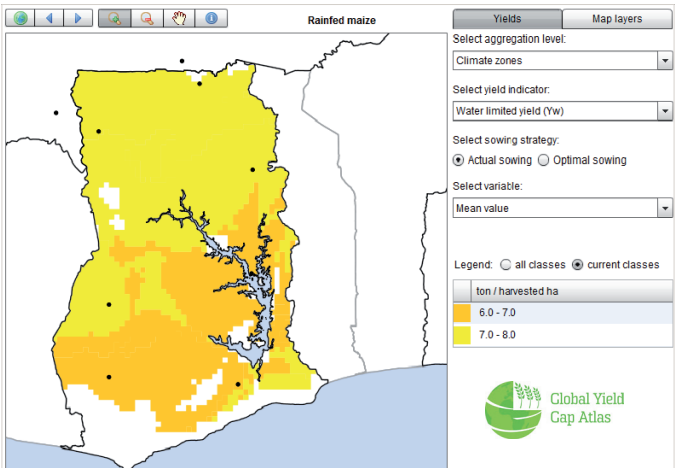 Rainfed maize
Yields
Map layers
Select aggregation level:
Climate zones
Select yield indicator:
Water limited yield (Yw)
Select sowing strategy:
Actual sowing
Optimal sowing
Select variable:
Mean value
Legend: all classes current classes
ton / harvested ha
6.0 - 7.0
7.0 - 8.0
Global Yield
Gap Atlas